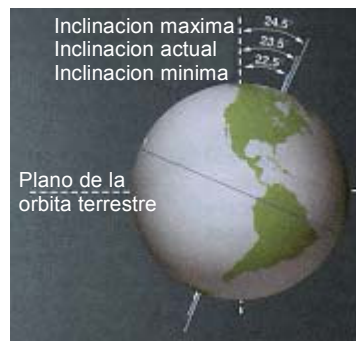 Inclinacion maxima
24.5°
Inclinacion actual
23.5
Inclinacion minima
22.5
Plano de la
orbita terrestre